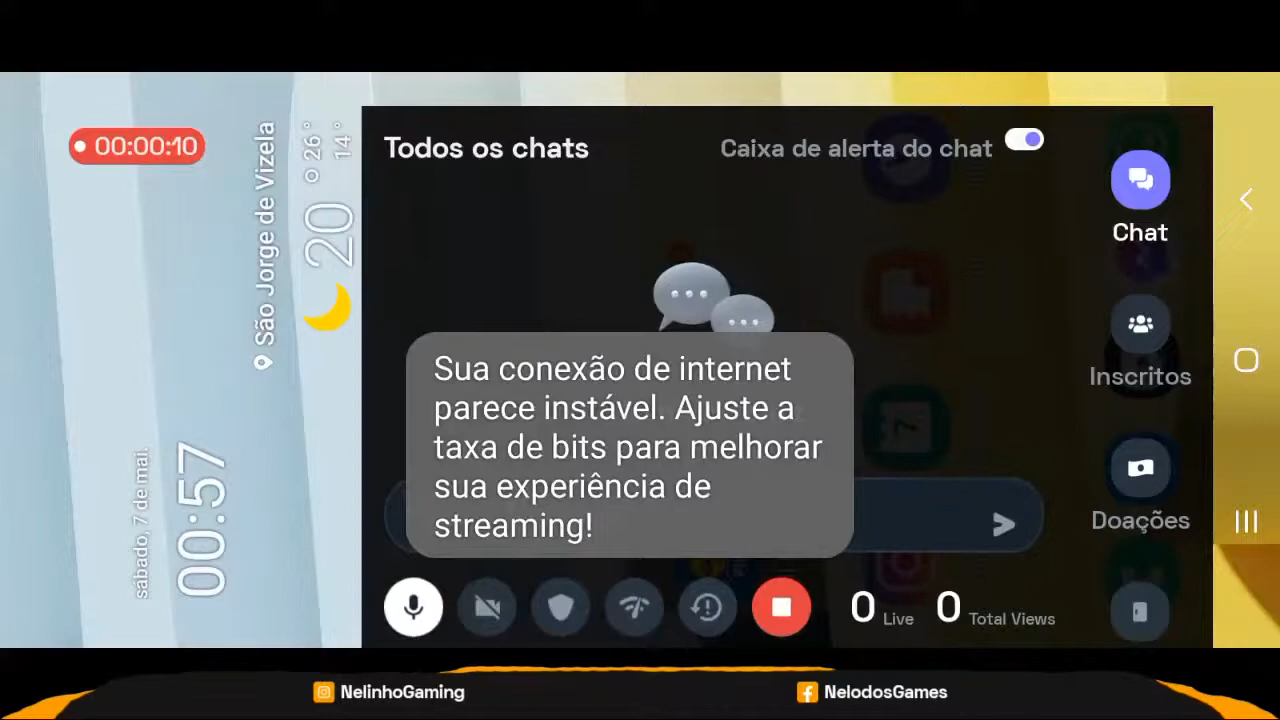 00:00:10
São Jorge de Vizela
26°
14°
20
sábado, 7 de mai.
00:57
Todos os chats
Caixa de alerta do chat
Chat
Inscritos
Doações
Sua conexão de internet
parece instável. Ajuste a
taxa de bits para melhorar
sua experiência de
streaming!
0 Live 0 Total Views
NelinhoGaming
NelodosGames